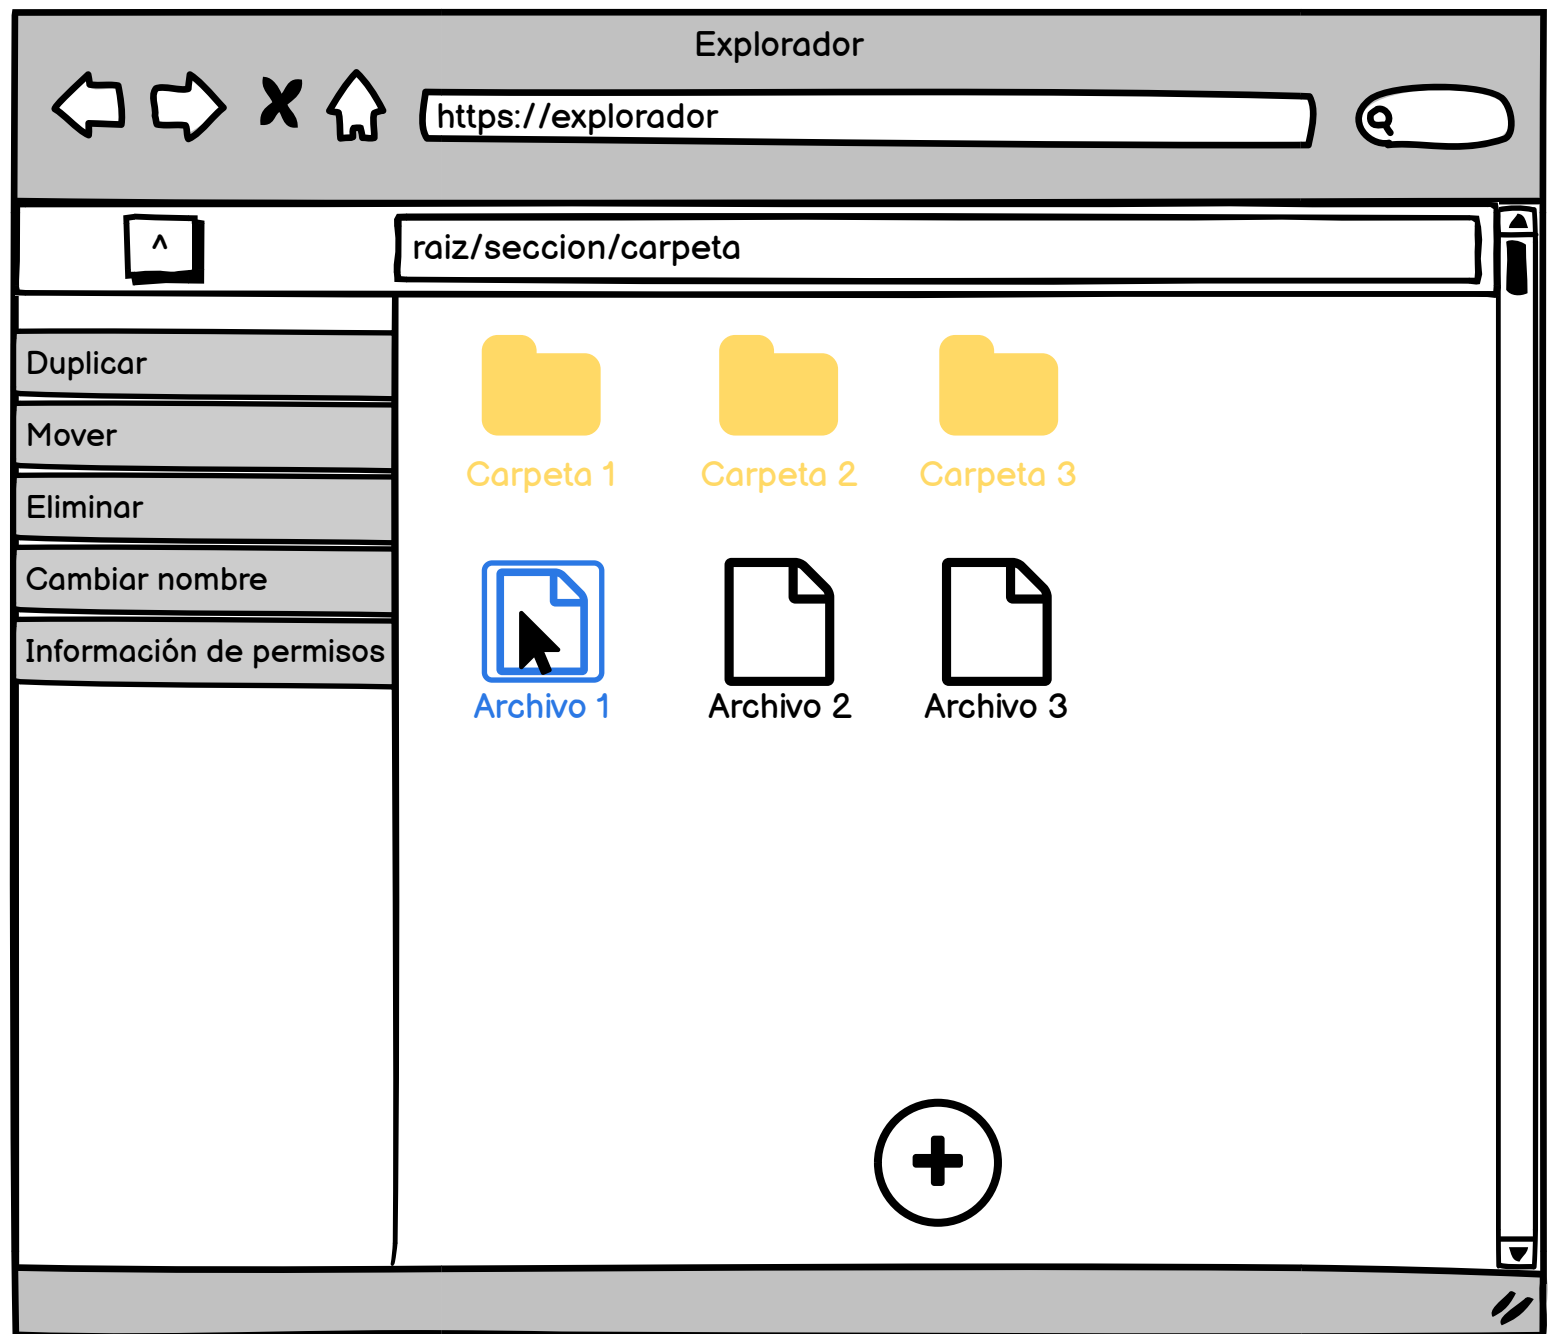 Explorador
https://explorador
^
raiz/seccion/carpeta
Duplicar
Mover
Eliminar
Cambiar nombre
Información de permisos
Carpeta 1
Carpeta 2
Carpeta 3
Archivo 1
Archivo 2
Archivo 3